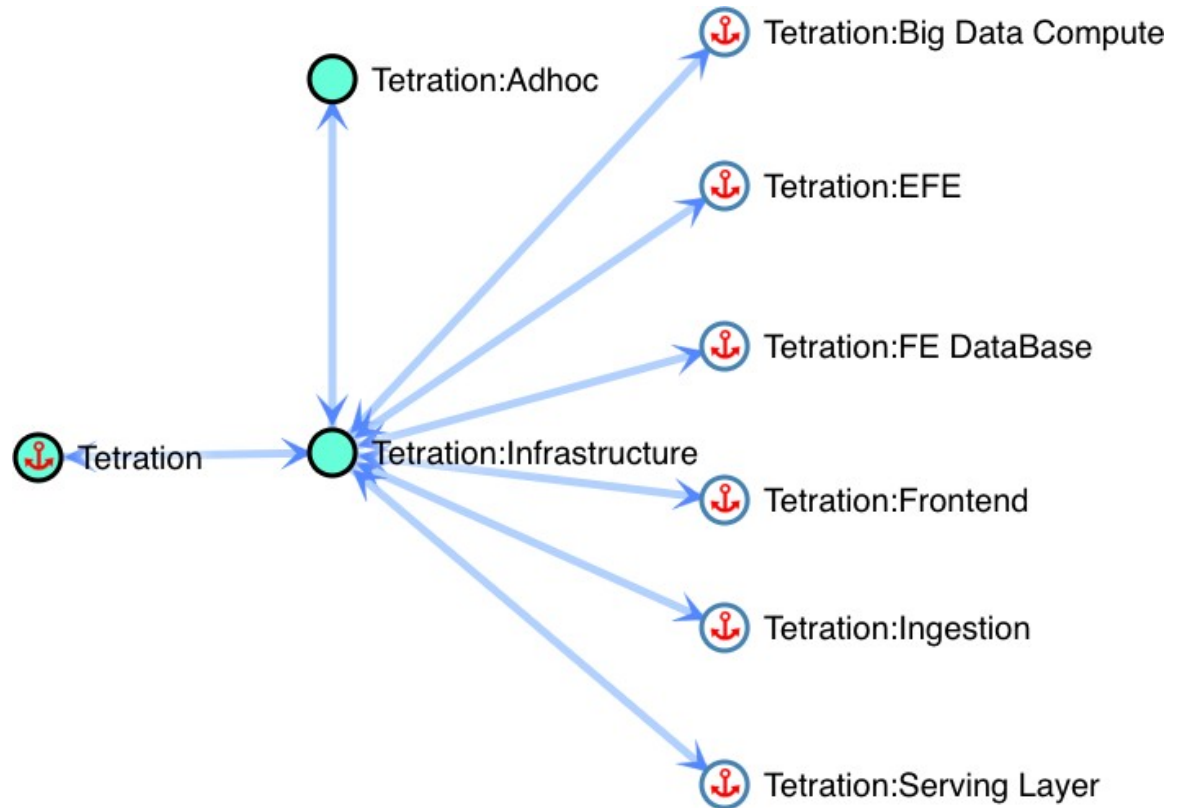 Tetration:Big Data Compute
Tetration:Adhoc
Tetration:EFE
Tetration:FE DataBase
Tetration
Tetration:Infrastructure
Tetration:Frontend
Tetration:Ingestion
Tetration:Serving Layer